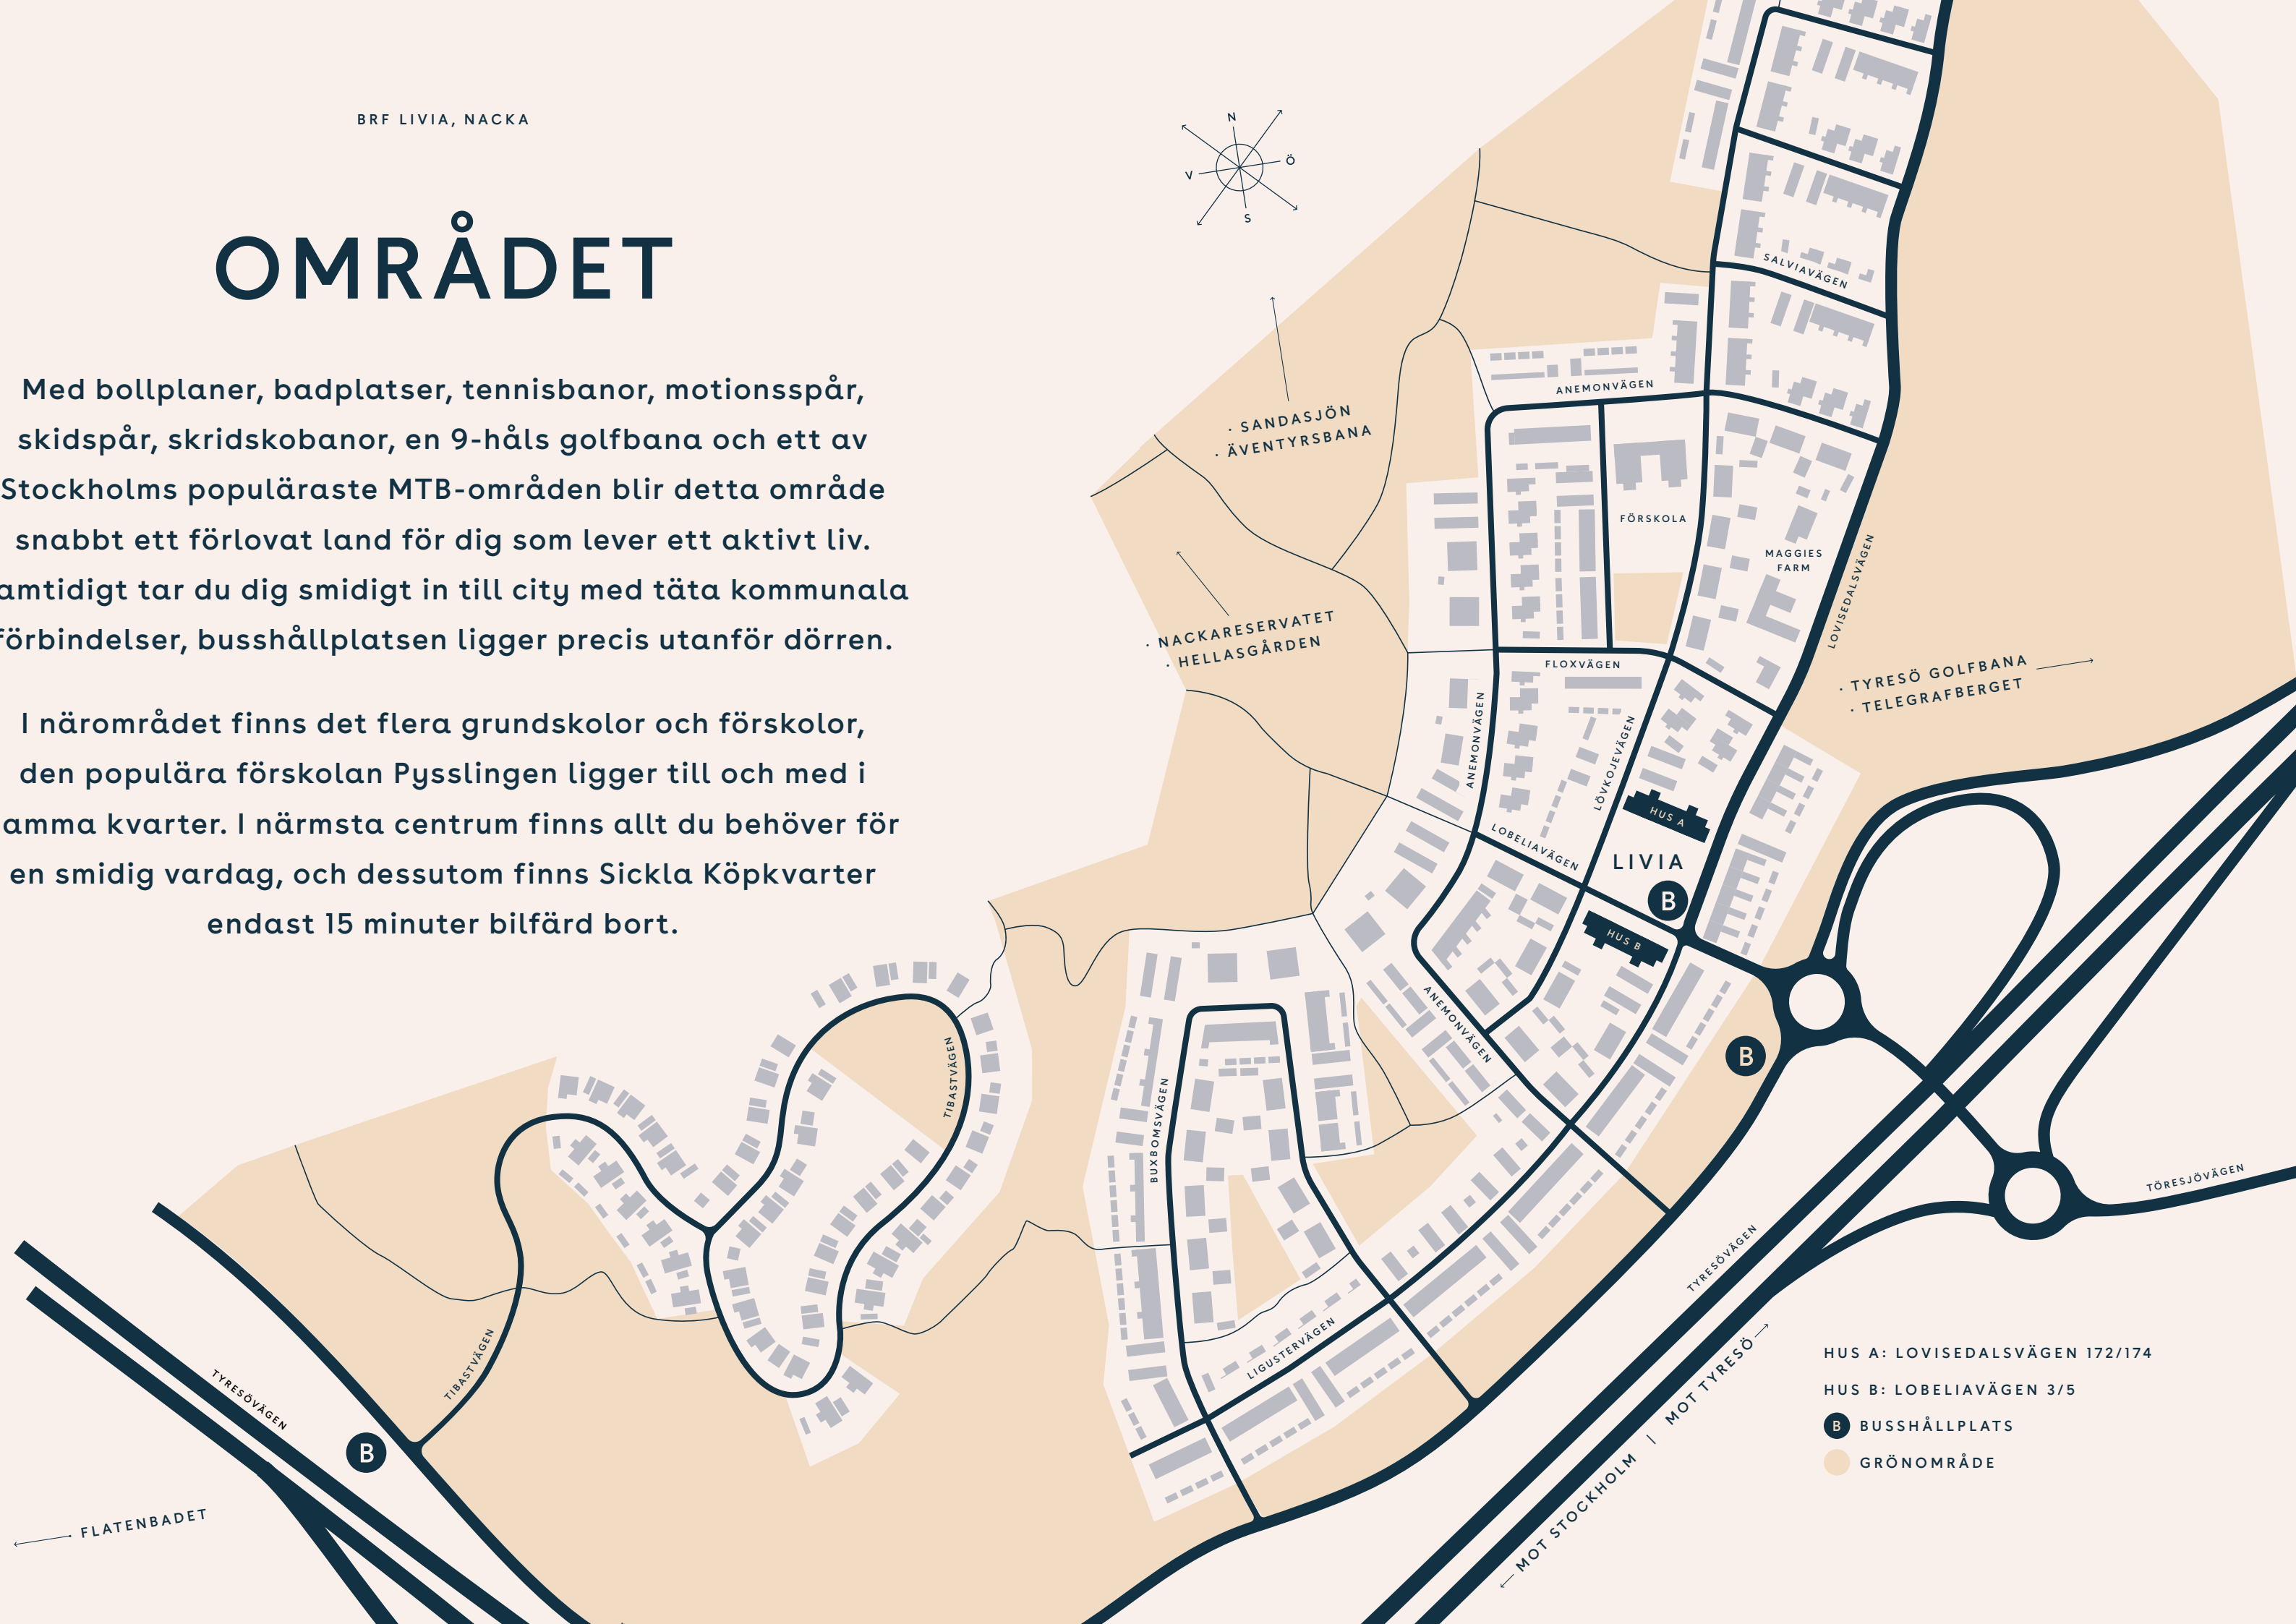 BRF LIVIA, NACKA
OMRÅDET
Med bollplaner, badplatser, tennisbanor, motionsspår,
skidspår, skridskobanor, en 9-håls golfbana och ett av
Stockholms populäraste MTB-områden blir detta område
snabbt ett förlovat land för dig som lever ett aktivt liv.
amtidigt tar du dig smidigt in till city med täta kommunala
förbindelser, busshållplatsen ligger precis utanför dörren.
I närområdet finns det flera grundskolor och förskolor,
den populära förskolan Pysslingen ligger till och med i
amma kvarter. I närmsta centrum finns allt du behöver för
en smidig vardag, och dessutom finns Sickla Köpkvarter
endast 15 minuter bilfärd bort.
N
Ö
V
S
· SANDASJÖN
· ÄVENTYRSBANA
· NACKARESERVATET
· HELLASGÅRDEN
SALVIAVÄGEN
ANEMONVÄGEN
FÖRSKOLA
MAGGIES
FARM
LOVISEDALSVÄGEN
· TYRESÖ GOLFBANA
· TELEGRAFBERGET
FLOXVÄGEN
ANEMONVÄGEN
LÖVKOJEVÄGEN
HUS A
LOBELIAVÄGEN
LIVIA
B
HUS B
ANEMONVÄGEN
B
TIBASTVÄGEN
BUXBOMSVÄGEN
LIGUSTERVÄGEN
TÖRESJÖVÄGEN
TYRESÖVÄGEN
MOT STOCKHOLM | MOT TYRESÖ
TIBASTVÄGEN
TYRESÖVÄGEN
B
FLATENBADET
HUS A: LOVISEDALSVÄGEN 172/174
HUS B: LOBELIAVÄGEN 3/5
B BUSSHÅLLPLATS
GRÖNOMRÅDE